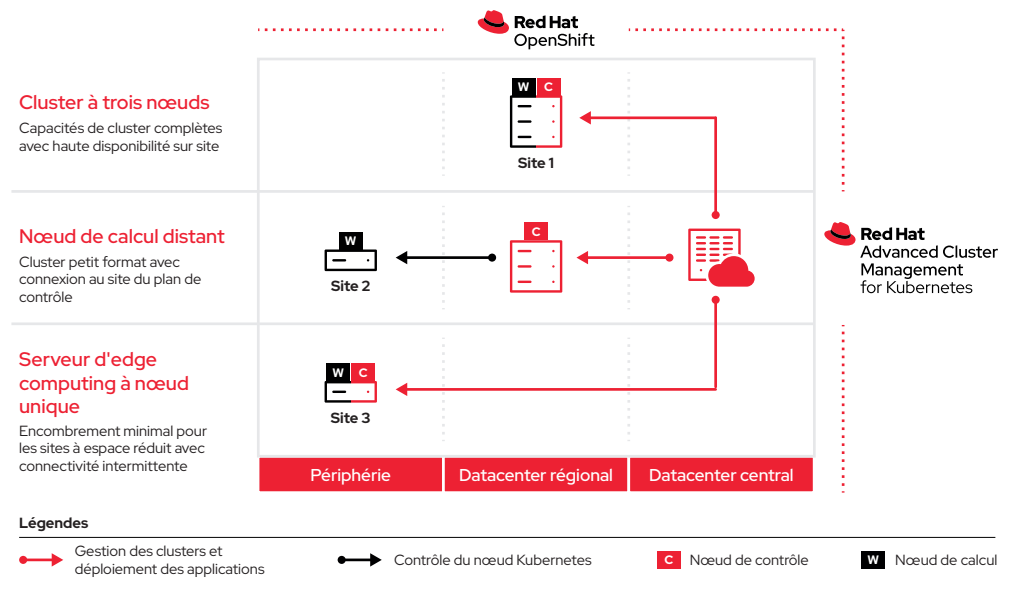 Red Hat
OpenShift
Cluster à trois nœuds
Capacités de cluster complètes
avec haute disponibilité sur site
W C
Site 1
Nœud de calcul distant
Cluster petit format avec
connexion au site du plan de
contrôle
W
Site 2
C
Red Hat
Advanced Cluster
Management
for Kubernetes
Serveur d'edge
computing à nœud
unique
Encombrement minimal pour
les sites à espace réduit avec
connectivité intermittente
W C
Site 3
Périphérie
Datacenter régional
Datacenter central
Légendes
Gestion des clusters et
déploiement des applications
Contrôle du nœud Kubernetes
C Nœud de contrôle
W Nœud de calcul